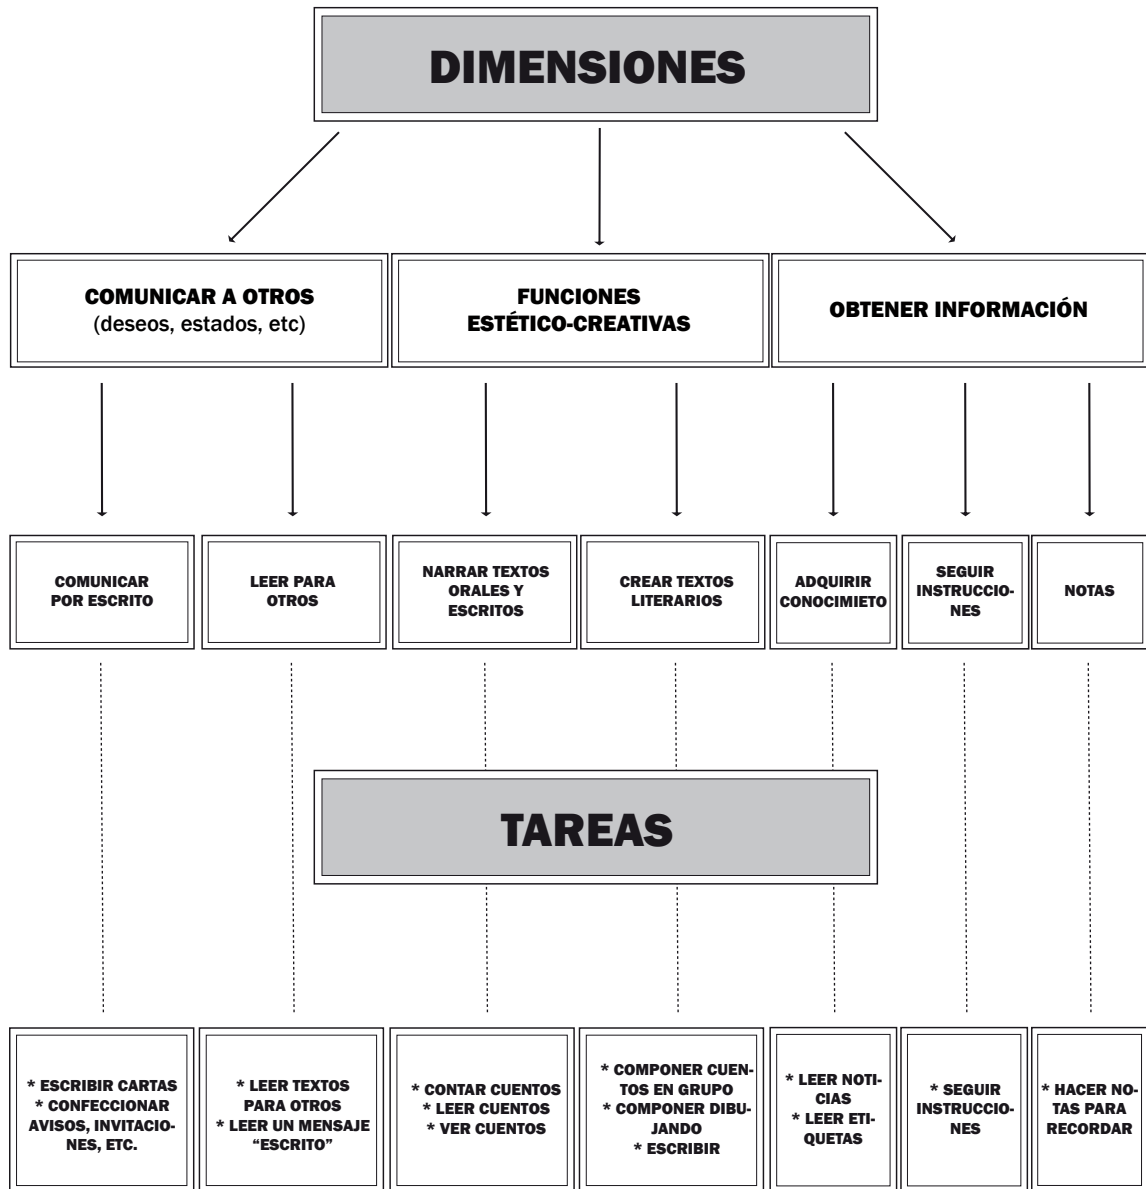 DIMENSIONES
COMUNICAR A OTROS
(deseos, estados, etc)
FUNCIONES
ESTÉTICO-CREATIVAS
OBTENER INFORMACIÓN
COMUNICAR
POR ESCRITO
LEER PARA
OTROS
NARRAR TEXTOS
ORALES Y
ESCRITOS
CREAR TEXTOS
LITERARIOS
ADQUIRIR
CONOCIMIETO
SEGUIR
INSTRUCCIO-
NES
NOTAS
TAREAS
* ESCRIBIR CARTAS
* CONFECCIONAR
AVISOS, INVITACIO-
NES, ETC.
* LEER TEXTOS
PARA OTROS
* LEER UN MENSAJE
“ESCRITO”
* CONTAR CUENTOS
* LEER CUENTOS
* VER CUENTOS
* COMPONER CUEN-
TOS EN GRUPO
* COMPONER DIBU-
JANDO
* ESCRIBIR
* LEER NOTI-
CIAS
* LEER ETI-
QUETAS
* SEGUIR
INSTRUCCIO-
NES
* HACER NO-
TAS PARA
RECORDAR